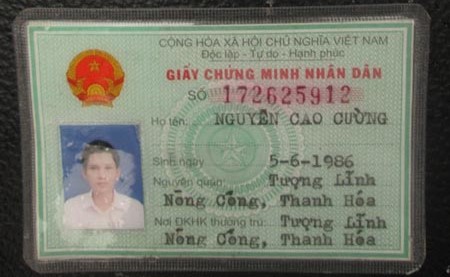 CỘNG HÒA XÃ HỘI CHỦ NGHĨA VIỆT NAM
Độc lập - Tự do - Hạnh phúc
GIẤY CHỨNG MINH NHÂN DÂN
SỐ 172625912
Họ tên: NGUYỄN CAO CƯỜNG
Sinh ngày 5-6-1986
Nguyên quán: Tượng Lĩnh
Nông Cống, Thanh Hóa
Nơi ĐKHK thường trú: Tượng Lĩnh
Nông Cống, Thanh Hóa